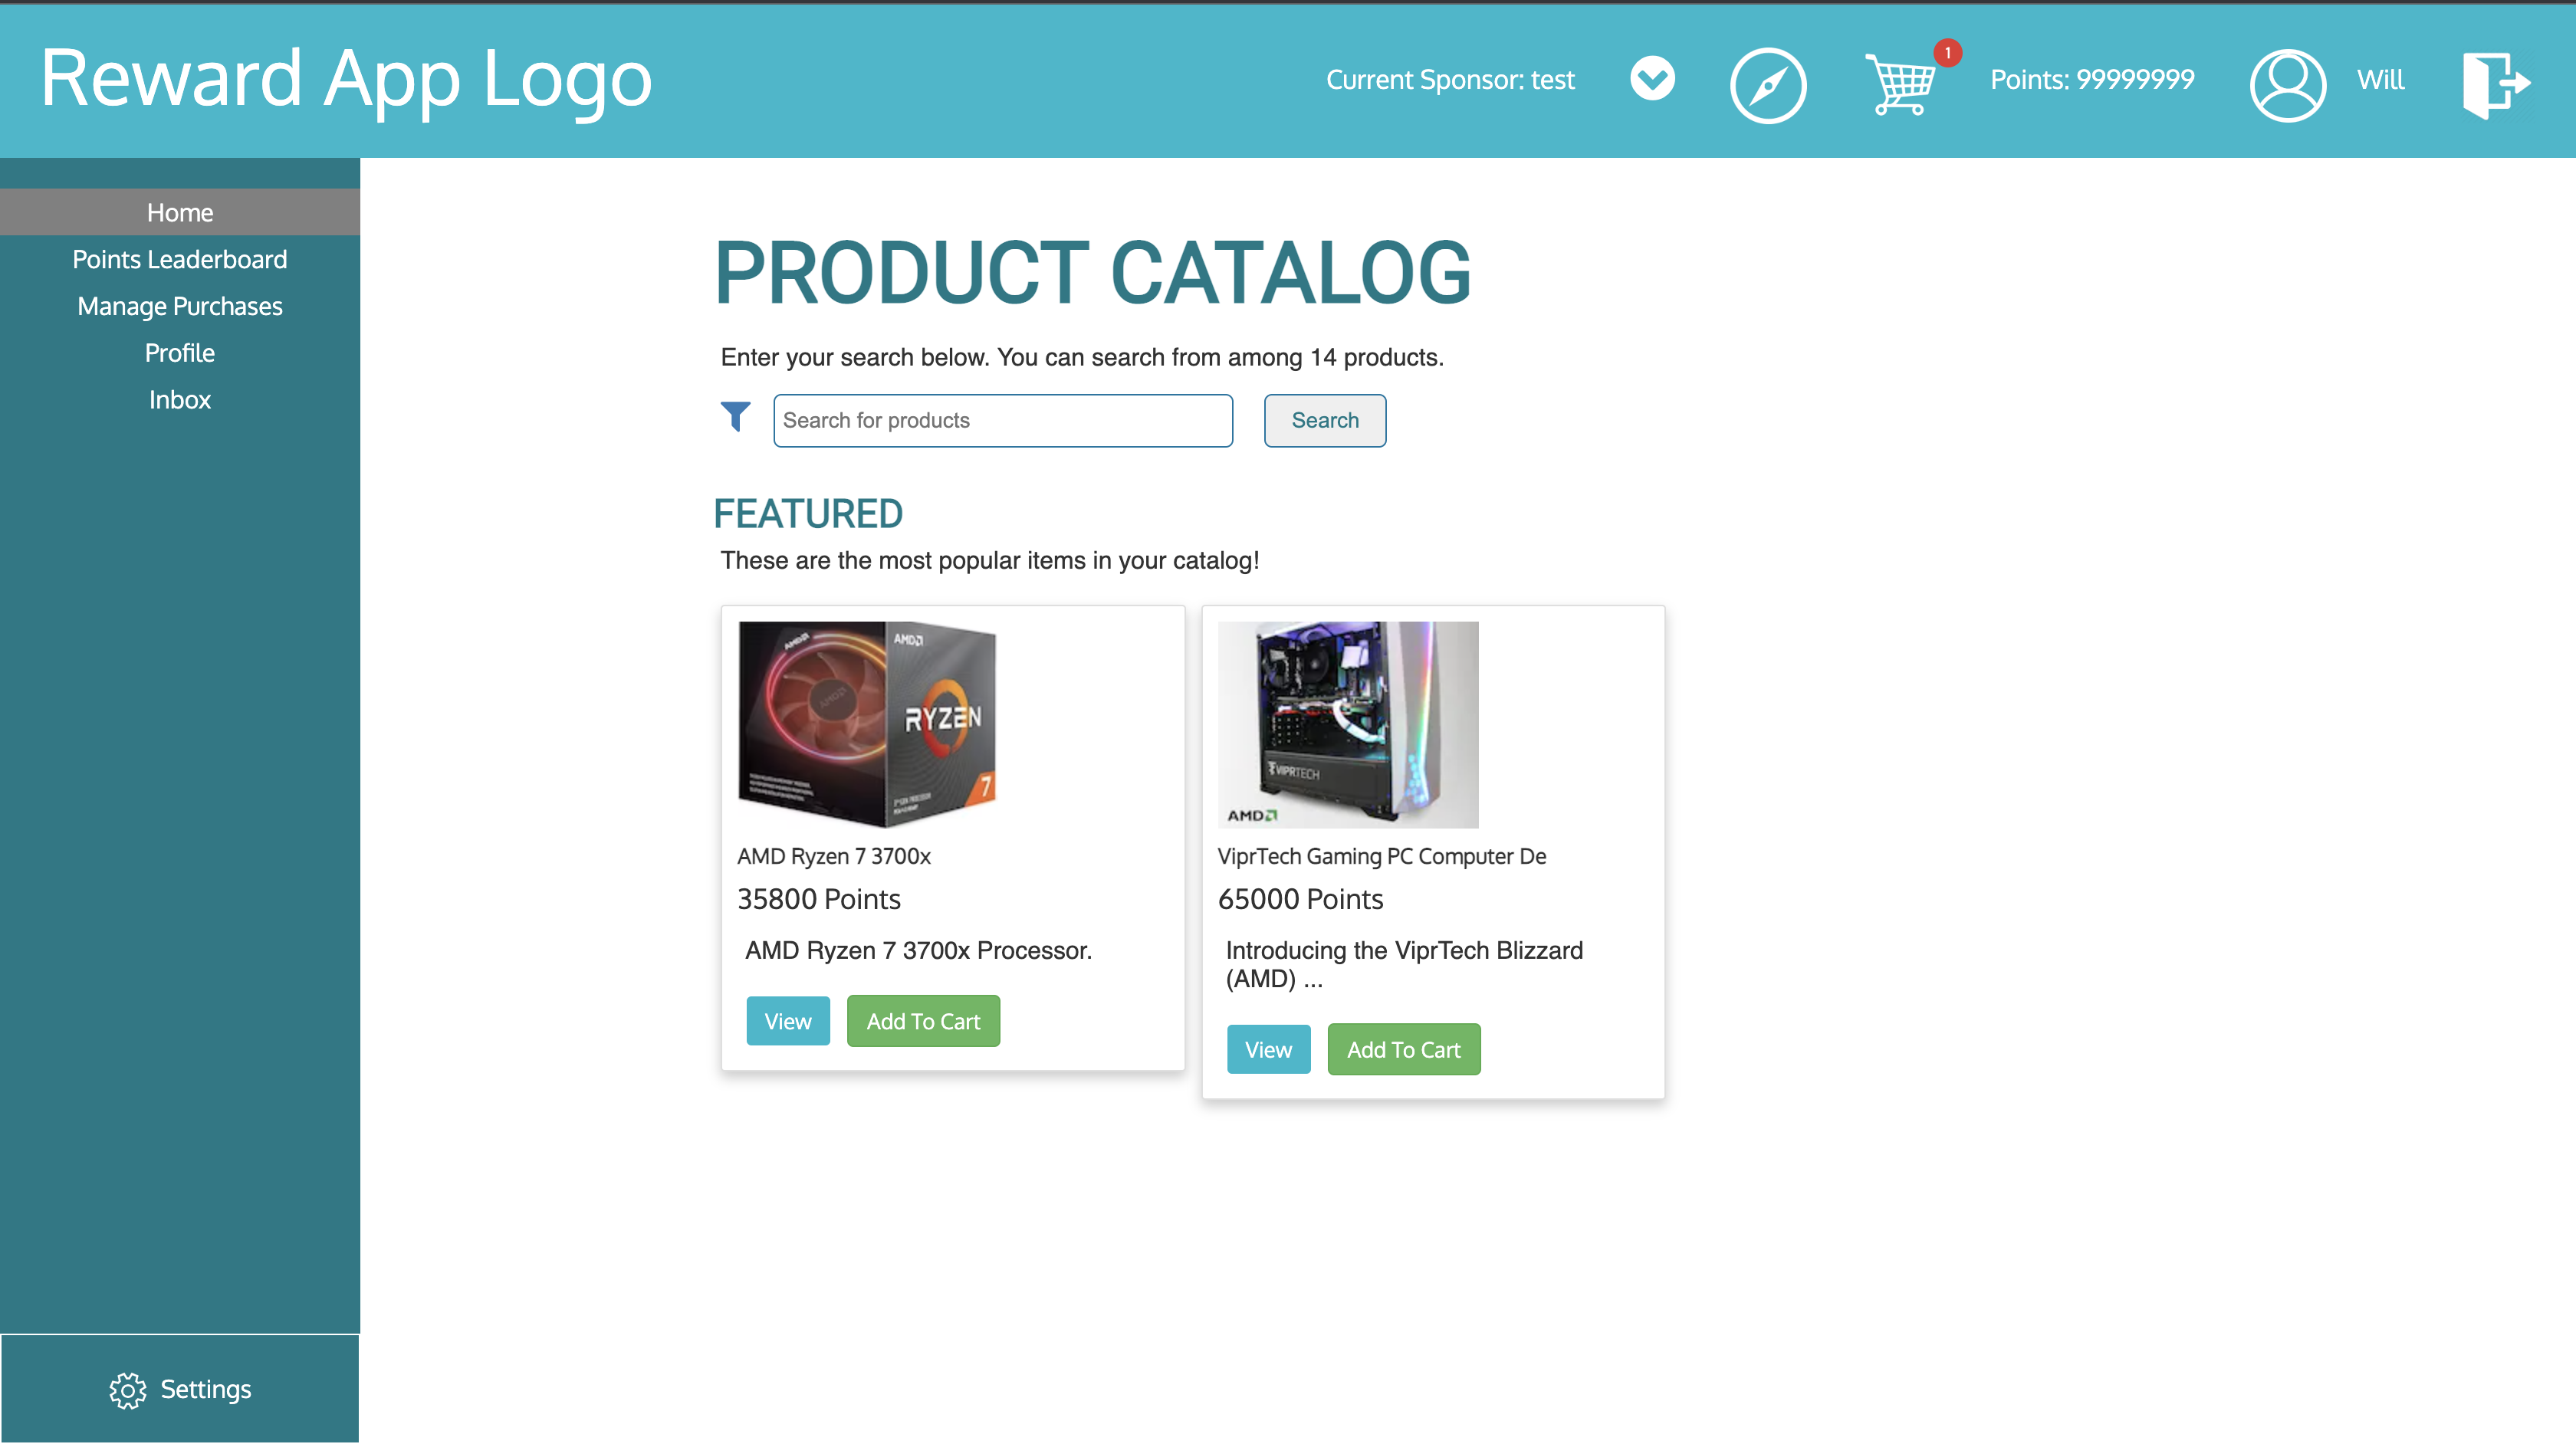 Reward App Logo
Current Sponsor: test
1
Points: 99999999
Will
Home
Points Leaderboard
Manage Purchases
Profile
Inbox
Settings
PRODUCT CATALOG
Enter your search below. You can search from among 14 products.
Search for products
Search
FEATURED
These are the most popular items in your catalog!
AMD
AMD
AMD
RYZEN
7
AMD Ryzen 7 3700x
35800 Points
AMD Ryzen 7 3700x Processor.
View
Add To Cart
VIPRTECH
AMD
ViprTech Gaming PC Computer De
65000 Points
Introducing the ViprTech Blizzard
(AMD) ...
View
Add To Cart